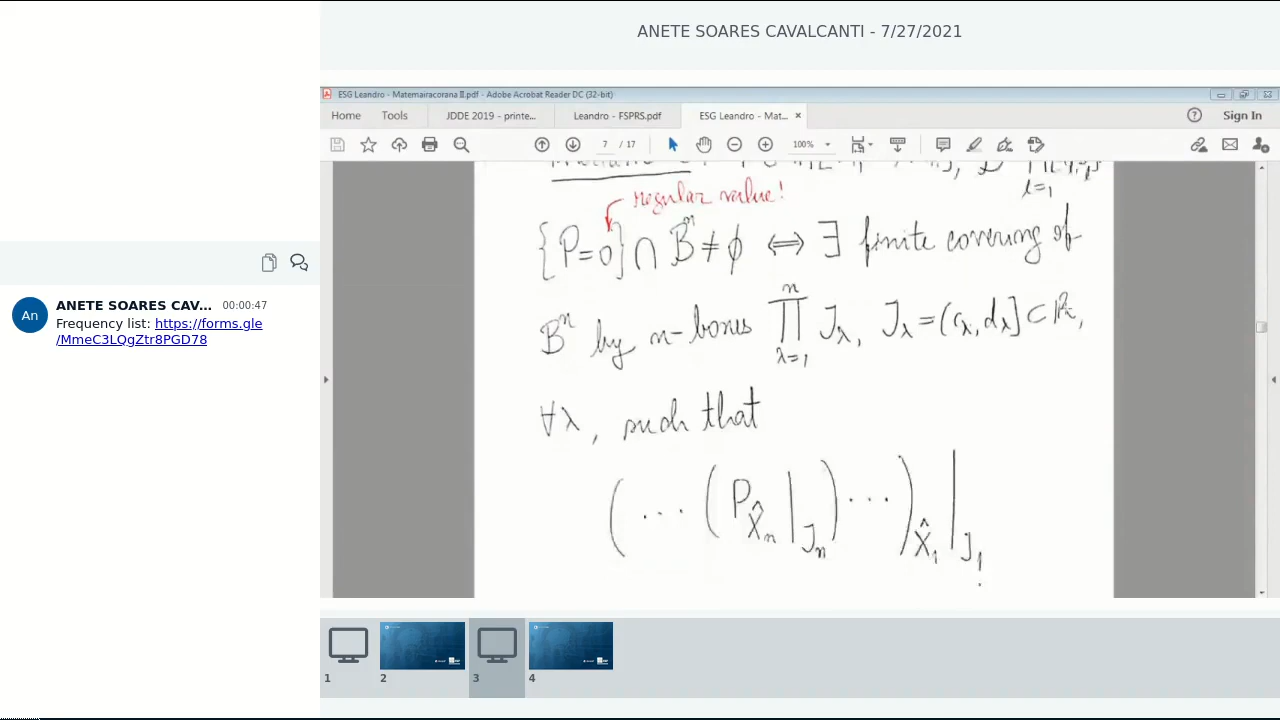 ANETE SOARES CAVALCANTI - 7/27/2021
ESG Leandro - Matemairacorana II.pdf - Adobe Acrobat Reader DC (32-bit)
Home Tools JDDE 2019 - printe... Leandro - FSPRS.pdf ESG Leandro - Mat... × Sign In
7 / 17 100%
regular value!
{P=0} ∩ Bⁿ ≠ ϕ ⟺ ∃ finite covering of
Bⁿ by n-boxes ∏ⁿ_{λ=1} J_λ, J_λ = (c_λ, d_λ] ⊂ ℝ,
∀λ, such that
(... (P_{X̂_n}|_{J_n}) ...)_{X̂_1}|_{J_1}
An ANETE SOARES CAV... 00:00:47
Frequency list: https://forms.gle
/MmeC3LQgZtr8PGD78
1 2 3 4